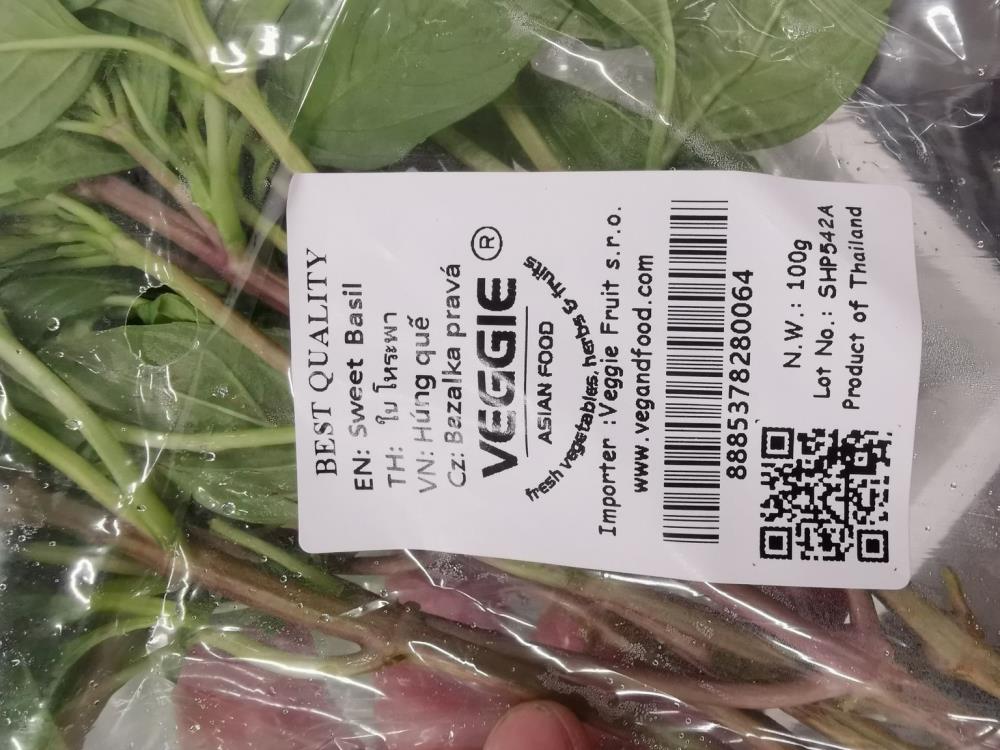 BEST QUALITY
EN: Sweet Basil
TH: ใบ โหระพา
VN: Húng quế
CZ: Bazalka pravá
VEGGIE ®
ASIAN FOOD
fresh vegetables, herbs & fruits
Importer :Veggie Fruit s.r.o.
www.vegandfood.com
8885378280064
N.W.: 100g
Lot No.: SHP542A
Product of Thailand